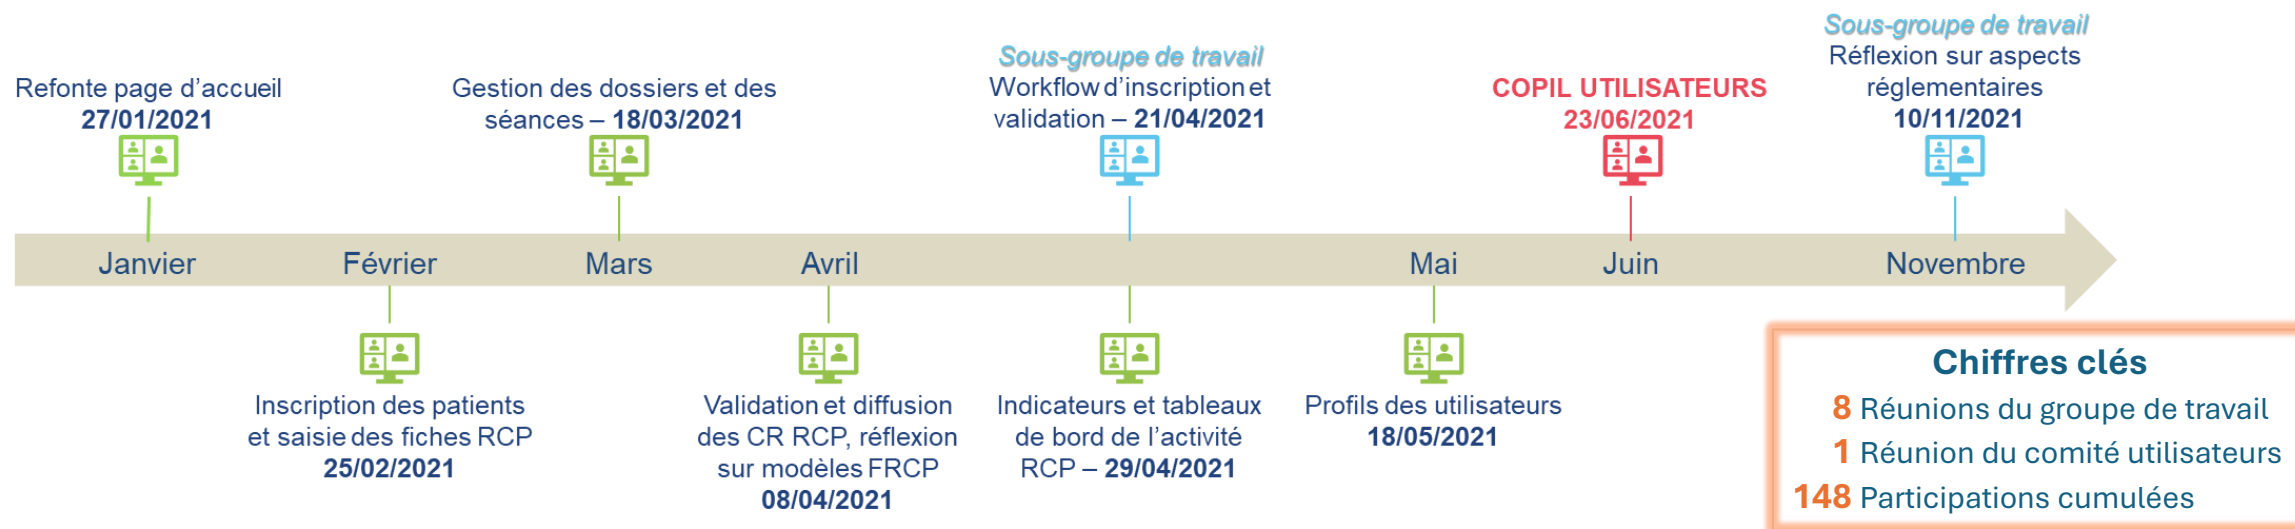 Refonte page d'accueil
27/01/2021
Gestion des dossiers et des
séances – 18/03/2021
Sous-groupe de travail
Workflow d'inscription et
validation – 21/04/2021
COPIL UTILISATEURS
23/06/2021
Sous-groupe de travail
Réflexion sur aspects
réglementaires
10/11/2021
Janvier
Février
Mars
Avril
Mai
Juin
Novembre
Inscription des patients
et saisie des fiches RCP
25/02/2021
Validation et diffusion
des CR RCP, réflexion
sur modèles FRCP
08/04/2021
Indicateurs et tableaux
de bord de l'activité
RCP – 29/04/2021
Profils des utilisateurs
18/05/2021
Chiffres clés
8 Réunions du groupe de travail
1 Réunion du comité utilisateurs
148 Participations cumulées